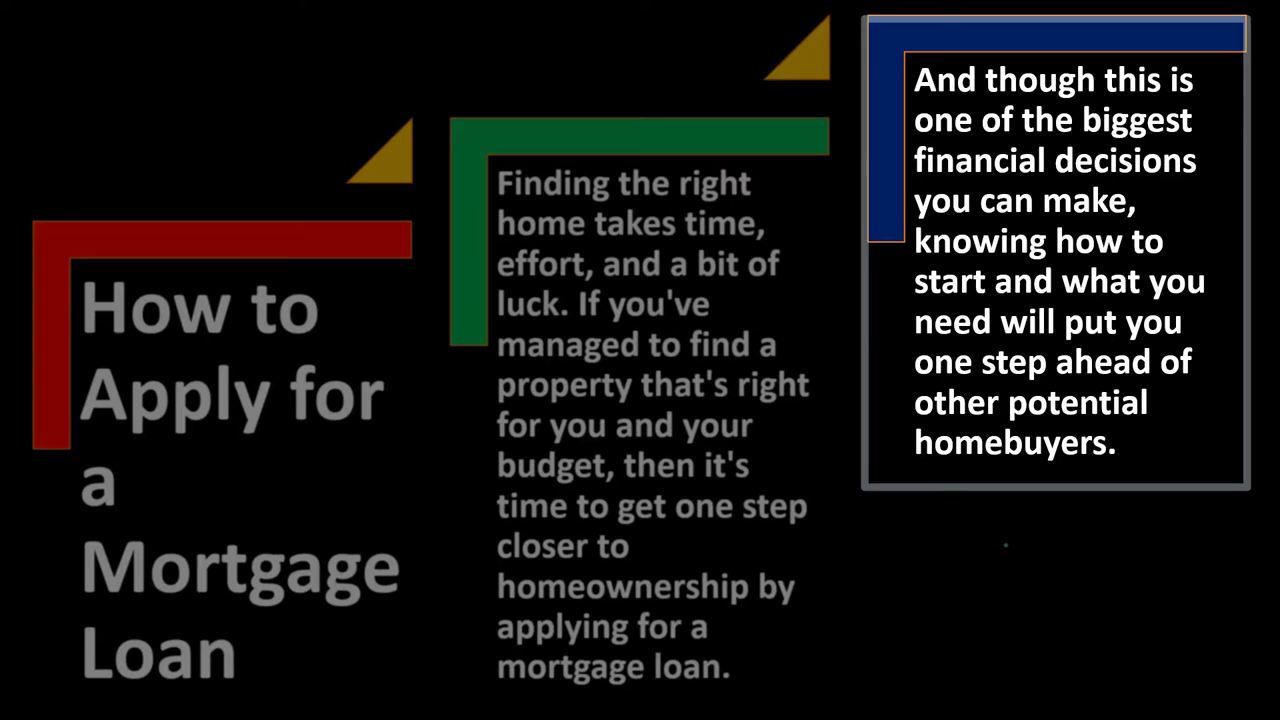 How to
Apply for
a
Mortgage
Loan
Finding the right
home takes time,
effort, and a bit of
luck. If you've
managed to find a
property that's right
for you and your
budget, then it's
time to get one step
closer to
homeownership by
applying for a
mortgage loan.
And though this is
one of the biggest
financial decisions
you can make,
knowing how to
start and what you
need will put you
one step ahead of
other potential
homebuyers.